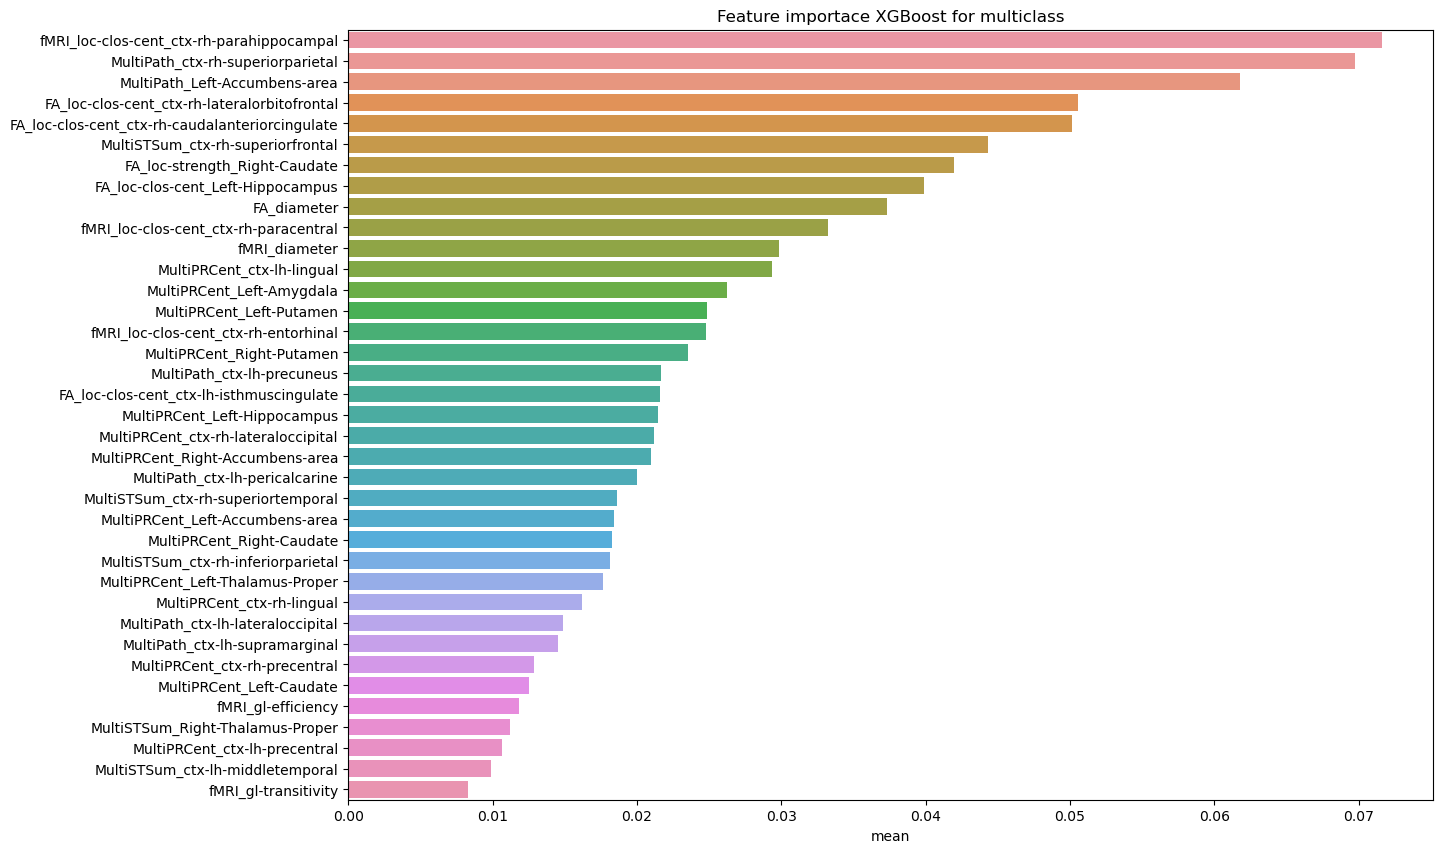 Feature importace XGBoost for multiclass
fMRI_loc-clos-cent_ctx-rh-parahippocampal
MultiPath_ctx-rh-superiorparietal
MultiPath_Left-Accumbens-area
FA_loc-clos-cent_ctx-rh-lateralorbitofrontal
FA_loc-clos-cent_ctx-rh-caudalanteriorcingulate
MultiSTSum_ctx-rh-superiorfrontal
FA_loc-strength_Right-Caudate
FA_loc-clos-cent_Left-Hippocampus
FA_diameter
fMRI_loc-clos-cent_ctx-rh-paracentral
fMRI_diameter
MultiPRCent_ctx-lh-lingual
MultiPRCent_Left-Amygdala
MultiPRCent_Left-Putamen
fMRI_loc-clos-cent_ctx-rh-entorhinal
MultiPRCent_Right-Putamen
MultiPath_ctx-lh-precuneus
FA_loc-clos-cent_ctx-lh-isthmuscingulate
MultiPRCent_Left-Hippocampus
MultiPRCent_ctx-rh-lateraloccipital
MultiPRCent_Right-Accumbens-area
MultiPath_ctx-lh-pericalcarine
MultiSTSum_ctx-rh-superiortemporal
MultiPRCent_Left-Accumbens-area
MultiPRCent_Right-Caudate
MultiSTSum_ctx-rh-inferiorparietal
MultiPRCent_Left-Thalamus-Proper
MultiPRCent_ctx-rh-lingual
MultiPath_ctx-lh-lateraloccipital
MultiPath_ctx-lh-supramarginal
MultiPRCent_ctx-rh-precentral
MultiPRCent_Left-Caudate
fMRI_gl-efficiency
MultiSTSum_Right-Thalamus-Proper
MultiPRCent_ctx-lh-precentral
MultiSTSum_ctx-lh-middletemporal
fMRI_gl-transitivity
0.00 0.01 0.02 0.03 0.04 0.05 0.06 0.07
mean